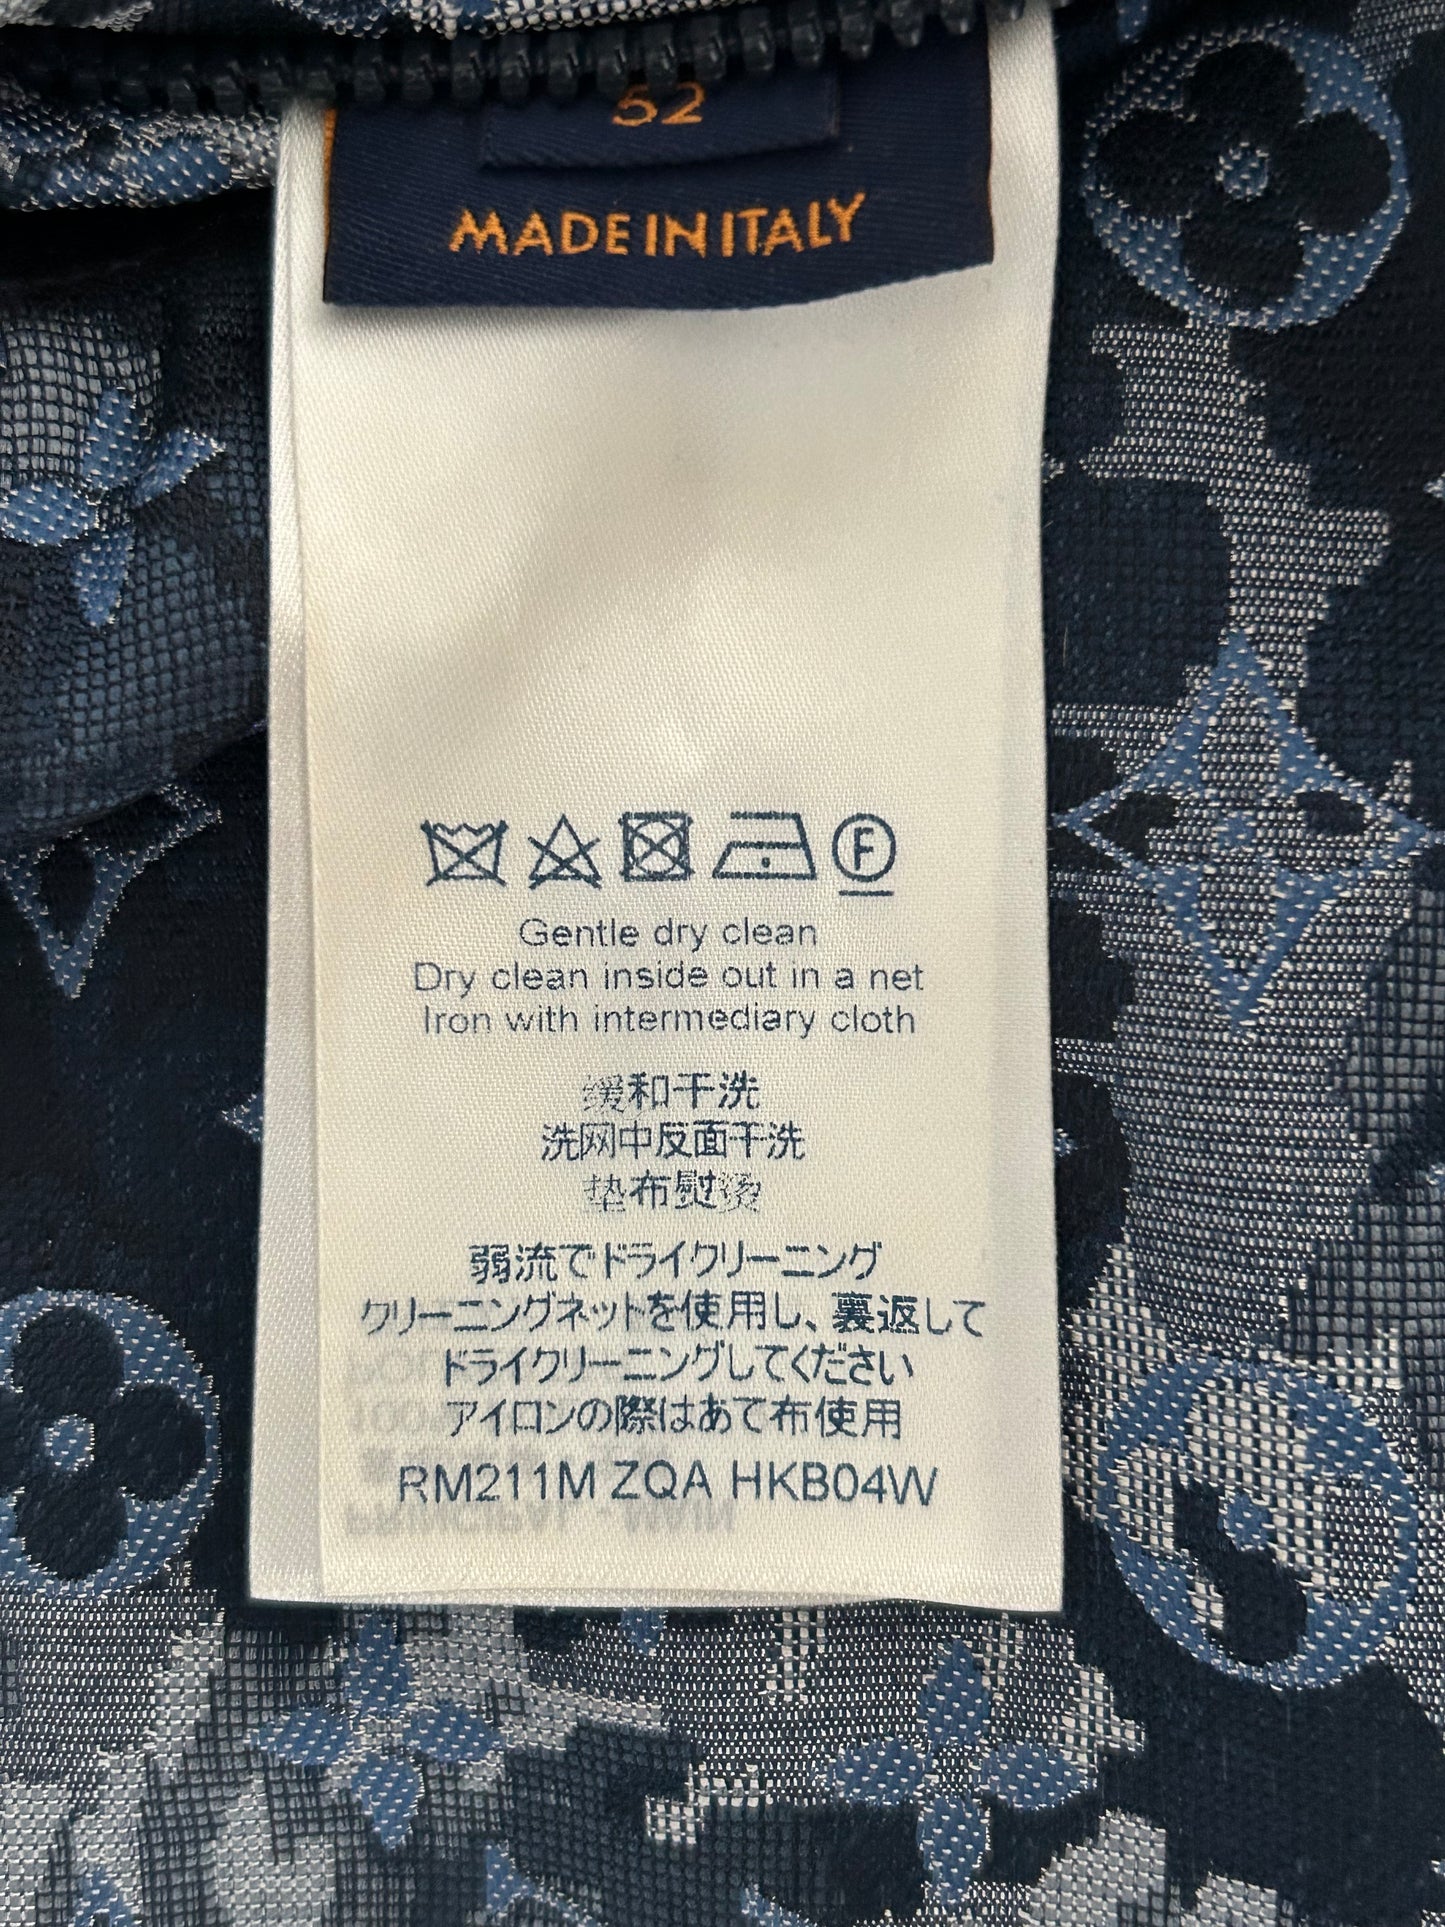 52
MADE IN ITALY
F
Gentle dry clean
Dry clean inside out in a net
Iron with intermediary cloth
缓和干洗
洗网中反面干洗
垫布熨烫
弱流でドライクリーニング
クリーニングネットを使用し、裏返して
ドライクリーニングしてください
アイロンの際はあて布使用
RM211M ZQA HKB04W
PRINCIPAL - MAIN